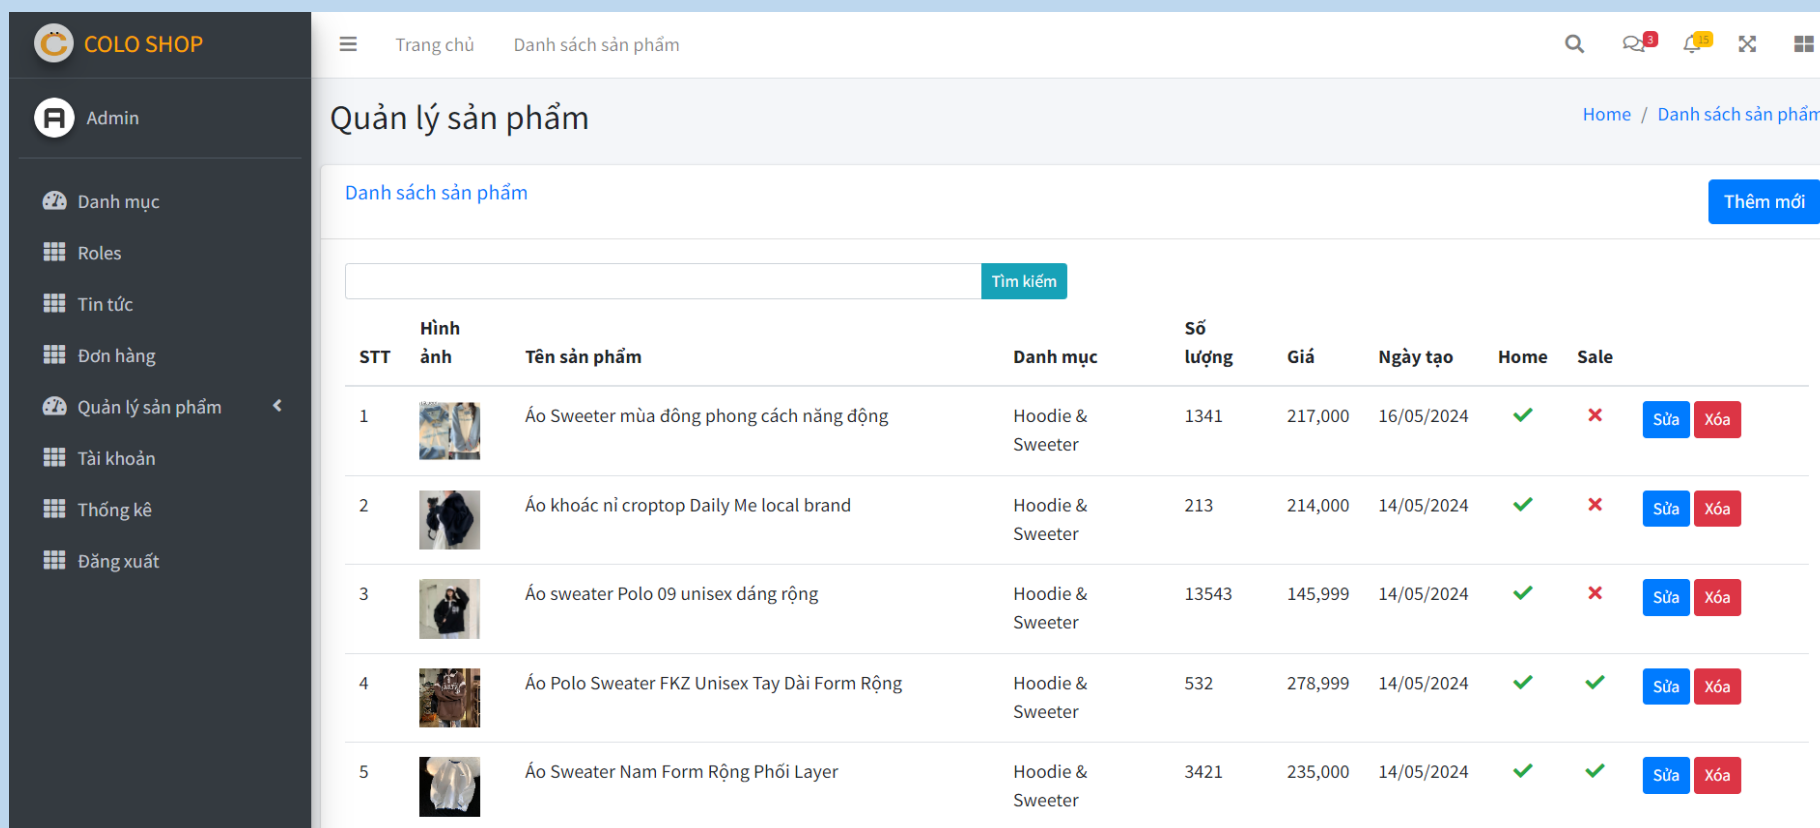 COLO SHOP
Trang chủ
Danh sách sản phẩm
3
15
Admin
Quản lý sản phẩm
Home / Danh sách sản phẩm
Danh mục
Roles
Tin tức
Đơn hàng
Quản lý sản phẩm
Tài khoản
Thống kê
Đăng xuất
Danh sách sản phẩm
Thêm mới
Tìm kiếm
STT Hình ảnh Tên sản phẩm Danh mục Số lượng Giá Ngày tạo Home Sale
1 Áo Sweeter mùa đông phong cách năng động Hoodie & Sweeter 1341 217,000 16/05/2024 Sửa Xóa
2 Áo khoác nỉ croptop Daily Me local brand Hoodie & Sweeter 213 214,000 14/05/2024 Sửa Xóa
3 Áo sweater Polo 09 unisex dáng rộng Hoodie & Sweeter 13543 145,999 14/05/2024 Sửa Xóa
4 Áo Polo Sweater FKZ Unisex Tay Dài Form Rộng Hoodie & Sweeter 532 278,999 14/05/2024 Sửa Xóa
5 Áo Sweater Nam Form Rộng Phối Layer Hoodie & Sweeter 3421 235,000 14/05/2024 Sửa Xóa